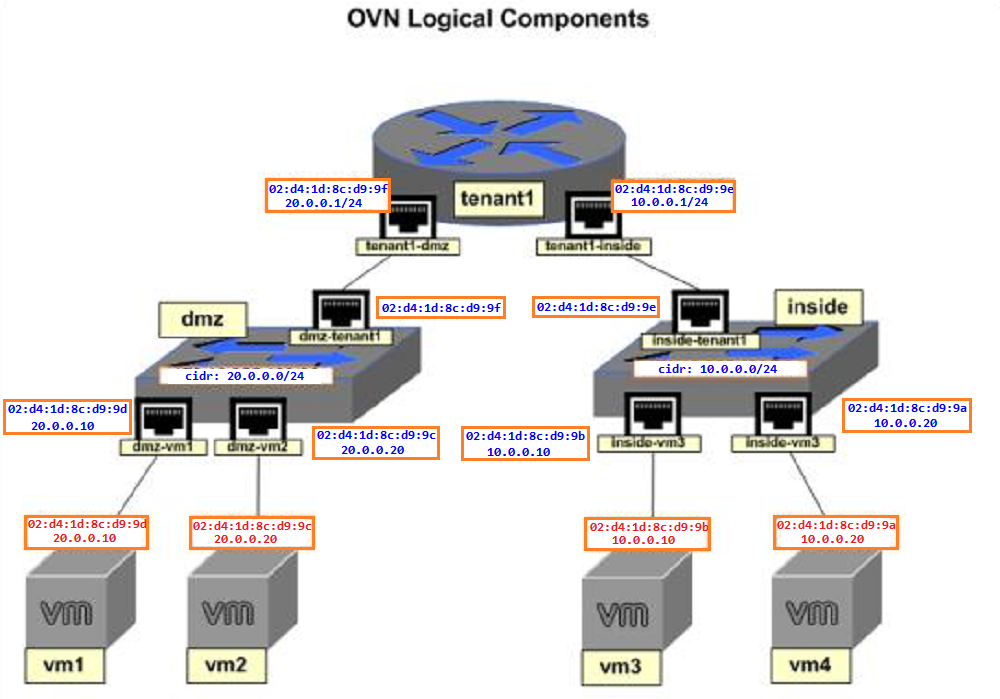 OVN Logical Components
02:d4:1d:8c:d9:9f
20.0.0.1/24
tenant1
02:d4:1d:8c:d9:9e
10.0.0.1/24
tenant1-dmz
tenant1-inside
dmz
02:d4:1d:8c:d9:9f
02:d4:1d:8c:d9:9e
inside
dmz-tenant1
inside-tenant1
cidr: 20.0.0.0/24
cidr: 10.0.0.0/24
02:d4:1d:8c:d9:9d
20.0.0.10
dmz-vm1
dmz-vm2
02:d4:1d:8c:d9:9c
20.0.0.20
02:d4:1d:8c:d9:9b
10.0.0.10
inside-vm3
inside-vm3
02:d4:1d:8c:d9:9a
10.0.0.20
02:d4:1d:8c:d9:9d
20.0.0.10
02:d4:1d:8c:d9:9c
20.0.0.20
02:d4:1d:8c:d9:9b
10.0.0.10
02:d4:1d:8c:d9:9a
10.0.0.20
vm
vm
vm
vm
vm1
vm2
vm3
vm4